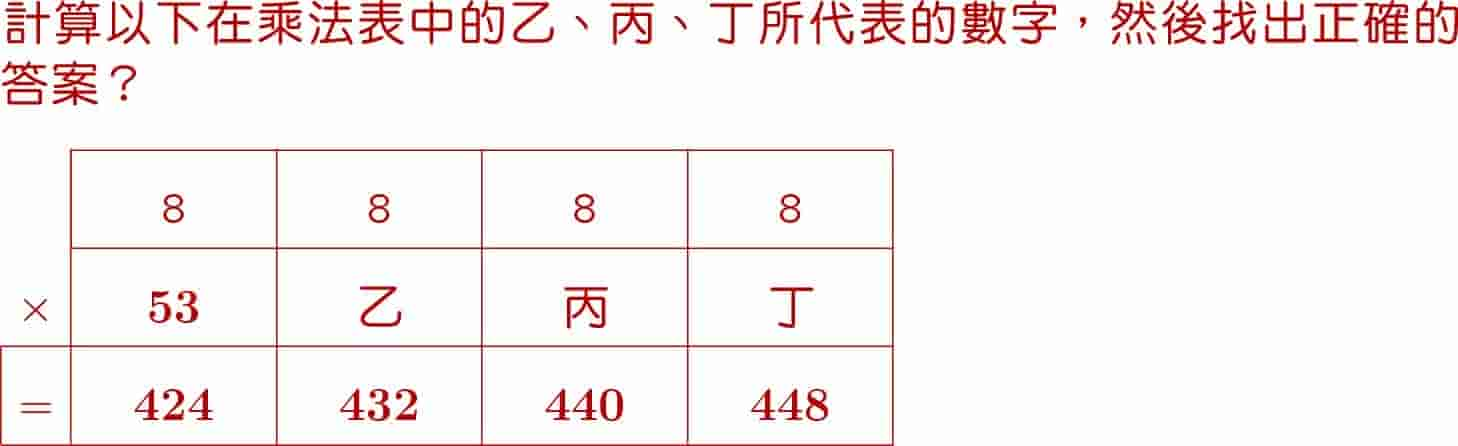 計算以下在乘法表中的乙、丙、丁所代表的數字，然後找出正確的
答案？
8 8 8 8
× 53 乙 丙 丁
= 424 432 440 448